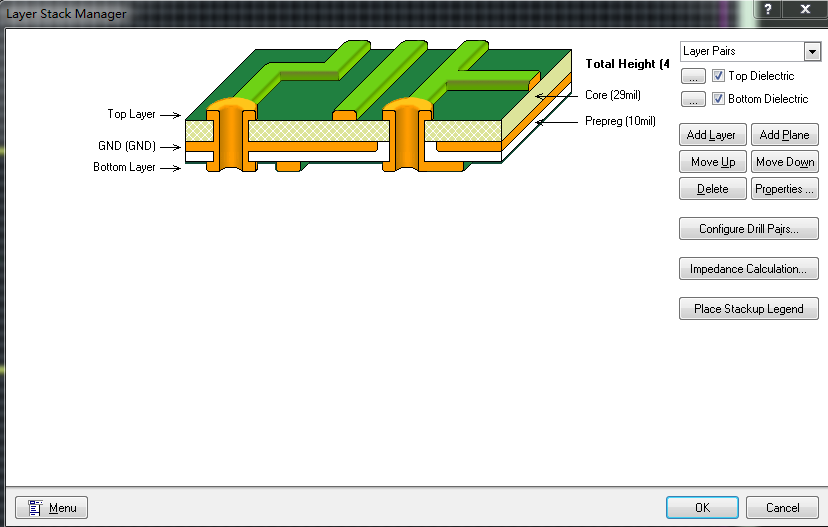 Layer Stack Manager
?
X
Total Height (4
Layer Pairs
... Top Dielectric
... Bottom Dielectric
Core (29mil)
Prepreg (10mil)
Top Layer
GND (GND)
Bottom Layer
Add Layer Add Plane
Move Up Move Down
Delete Properties ...
Configure Drill Pairs...
Impedance Calculation...
Place Stackup Legend
Menu OK Cancel